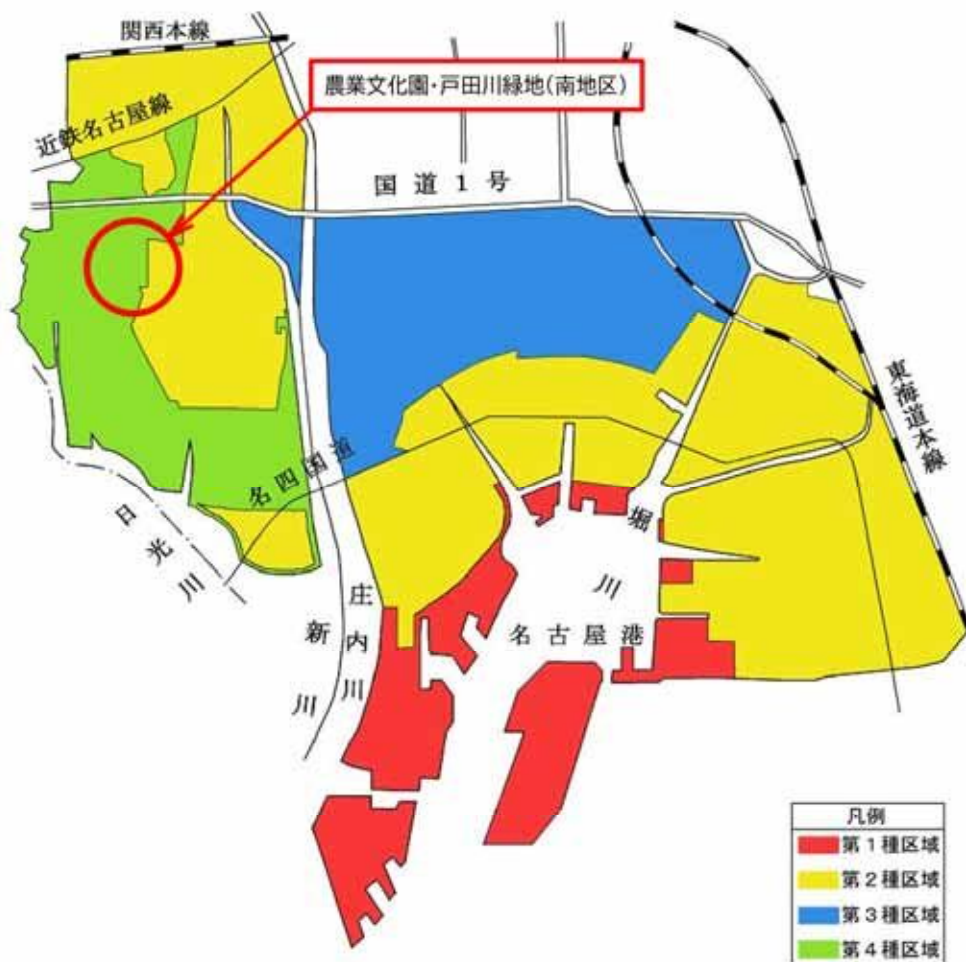 関西本線
農業文化園・戸田川緑地(南地区)
近鉄名古屋線
国道1号
東海道本線
名四国道
日光川
堀川
庄内川
新川
名古屋港
凡例
第1種区域
第2種区域
第3種区域
第4種区域